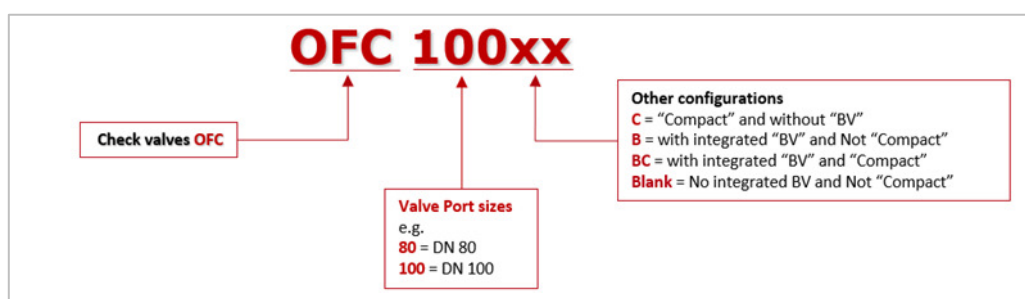 OFC 100xx
Check valves OFC
Valve Port sizes
e.g.
80 = DN 80
100 = DN 100
Other configurations
C = “Compact” and without “BV”
B = with integrated “BV” and Not “Compact”
BC = with integrated “BV” and “Compact”
Blank = No integrated BV and Not “Compact”